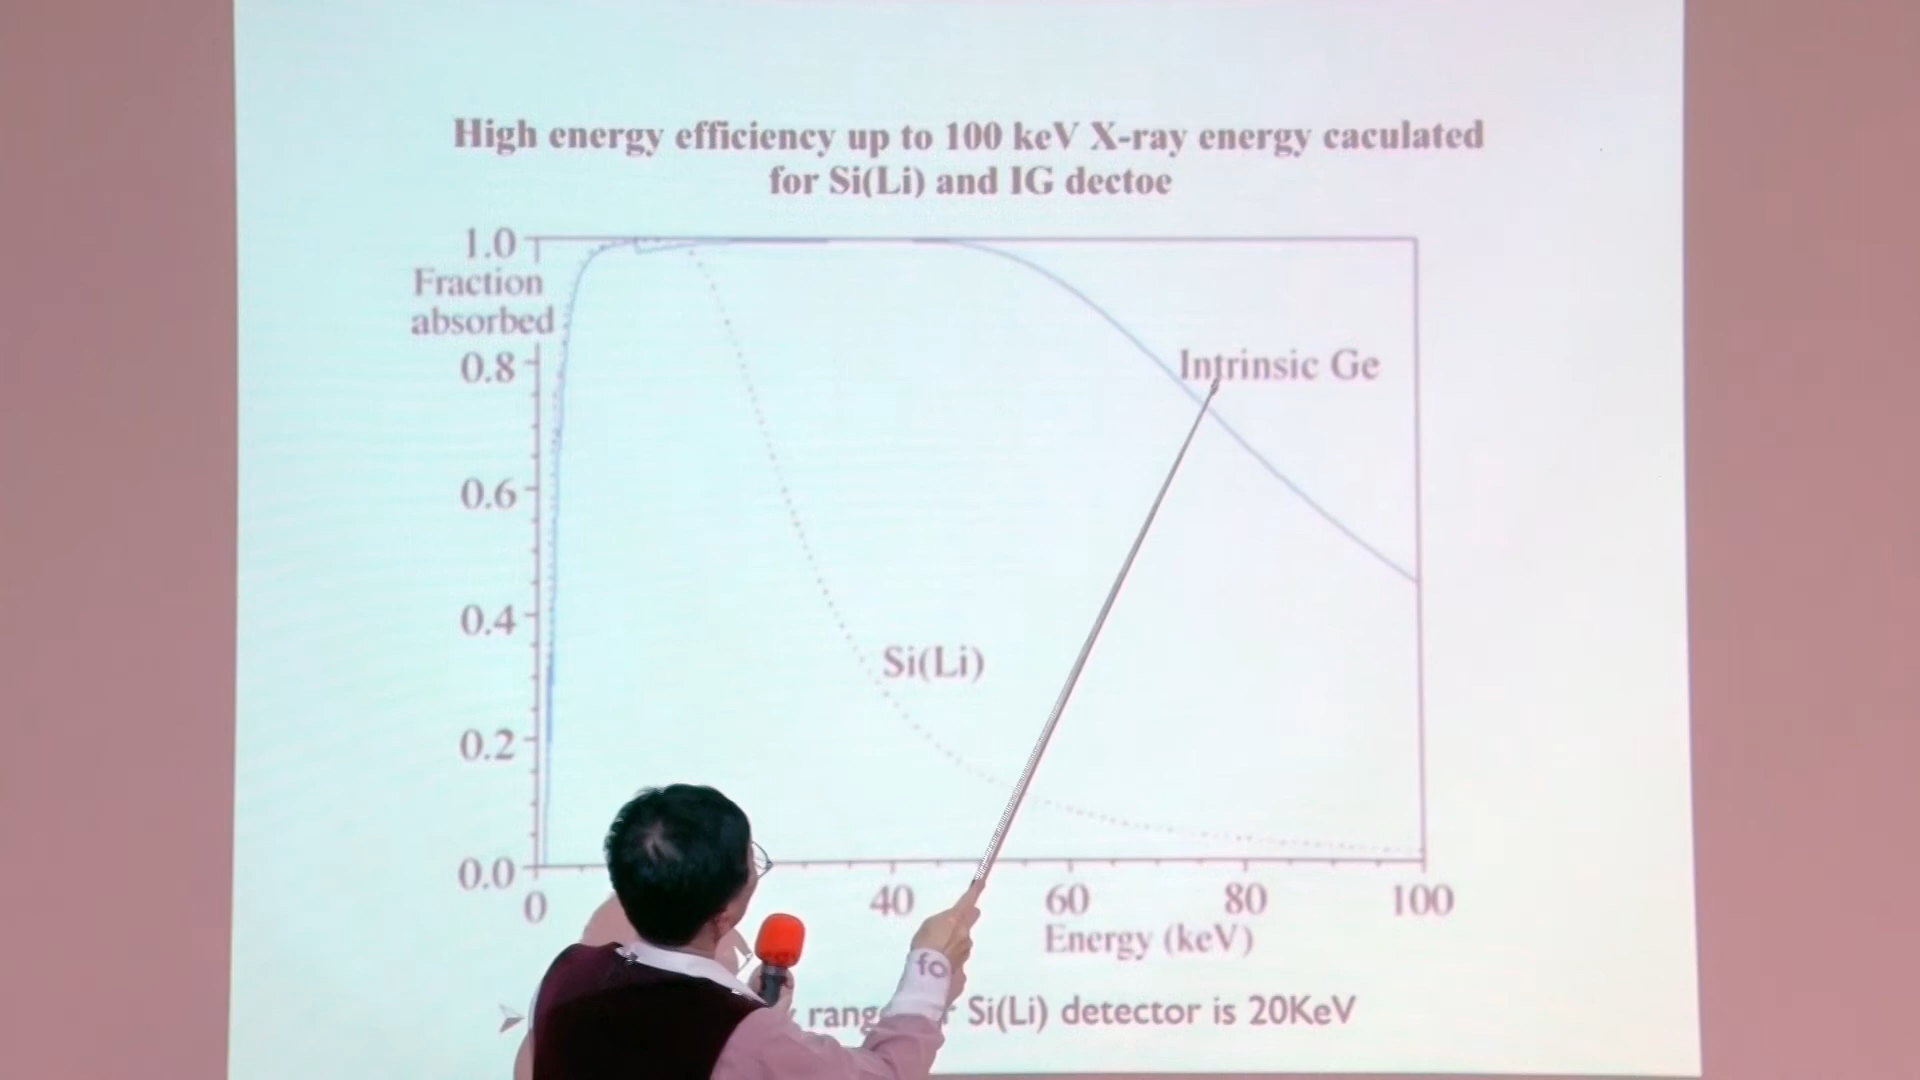 High energy efficiency up to 100 keV X-ray energy caculated
for Si(Li) and IG dectoe
1.0
Fraction
absorbed
0.8
Intrinsic Ge
0.6
0.4
Si(Li)
0.2
0.0
0
40
60
80
100
Energy (keV)
Si(Li) detector is 20KeV